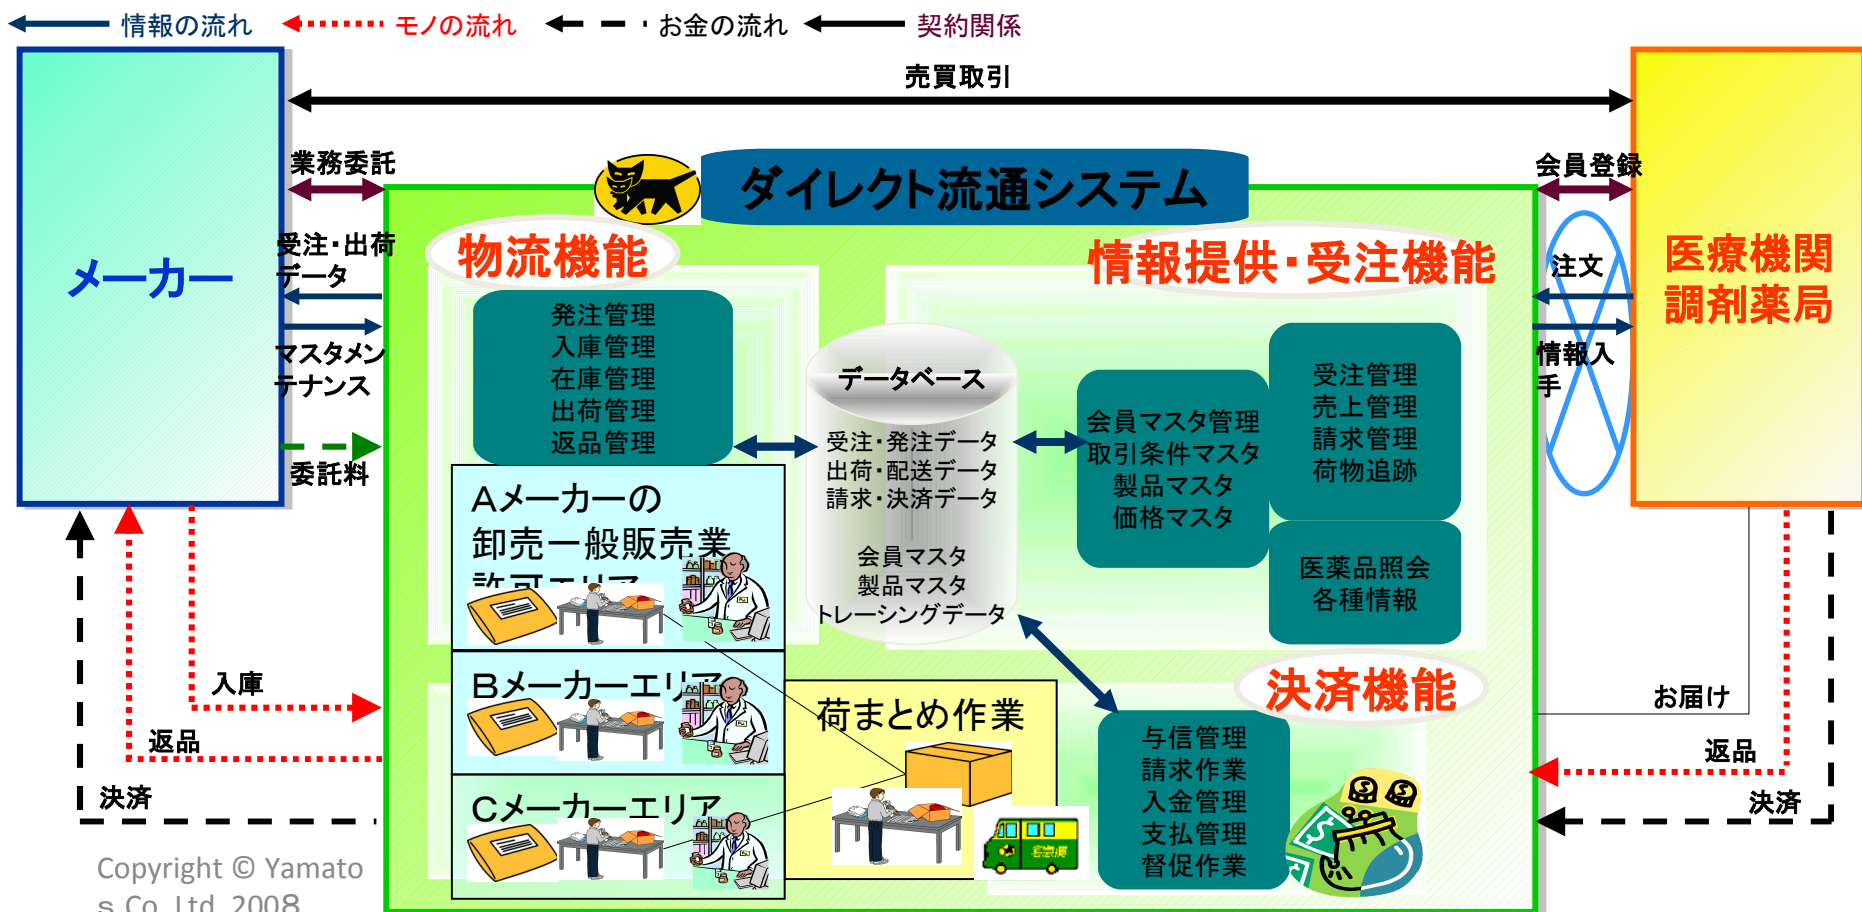 情報の流れ
モノの流れ
お金の流れ
契約関係
売買取引
業務委託
ダイレクト流通システム
会員登録
メーカー
受注・出荷
データ
マスタメン
テナンス
委託料
物流機能
発注管理
入庫管理
在庫管理
出荷管理
返品管理
データベース
受注・発注データ
出荷・配送データ
請求・決済データ
会員マスタ
製品マスタ
トレーシングデータ
情報提供・受注機能
会員マスタ管理
取引条件マスタ
製品マスタ
価格マスタ
受注管理
売上管理
請求管理
荷物追跡
医薬品照会
各種情報
注文
情報入
手
医療機関
調剤薬局
Aメーカーの
卸売一般販売業
許可エリア
Bメーカーエリア
Cメーカーエリア
荷まとめ作業
決済機能
与信管理
請求作業
入金管理
支払管理
督促作業
入庫
返品
決済
お届け
返品
決済
Copyright © Yamato
s Co. Ltd. 2008